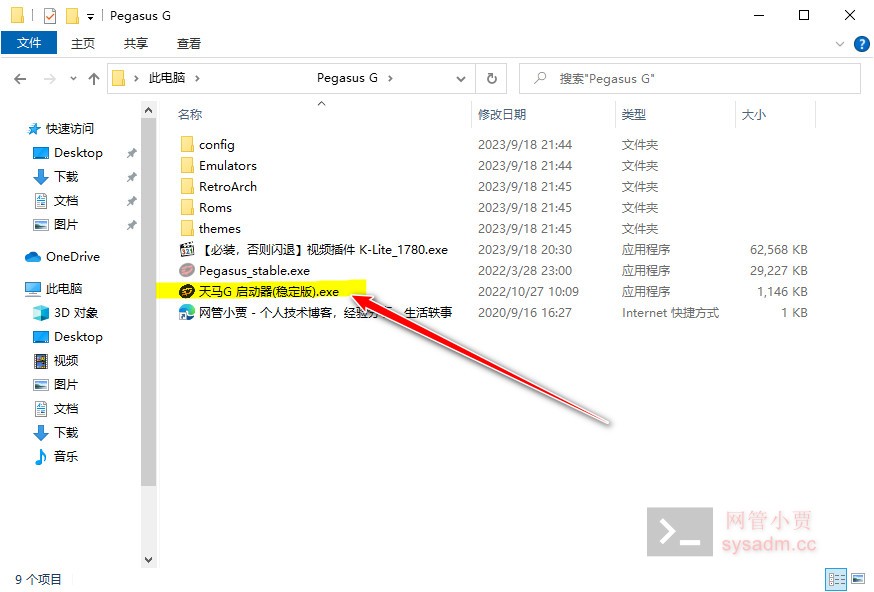 Pegasus G
文件 主页 共享 查看
此电脑 Pegasus G 搜索"Pegasus G"
名称 修改日期 类型 大小
快速访问
Desktop
下载
文档
图片
OneDrive
此电脑
3D 对象
Desktop
视频
图片
文档
下载
音乐
config 2023/9/18 21:44 文件夹
Emulators 2023/9/18 21:44 文件夹
RetroArch 2023/9/18 21:45 文件夹
Roms 2023/9/18 21:45 文件夹
themes 2023/9/18 21:45 文件夹
【必装，否则闪退】视频插件 K-Lite_1780.exe 2023/9/18 20:30 应用程序 62,568 KB
Pegasus_stable.exe 2022/3/28 23:00 应用程序 29,227 KB
天马G 启动器(稳定版).exe 2022/10/27 10:09 应用程序 1,146 KB
网管小贾 - 个人技术博客，经验 生活轶事 2020/9/16 16:27 Internet 快捷方式 1 KB
网管小贾
sysadm.cc
9 个项目